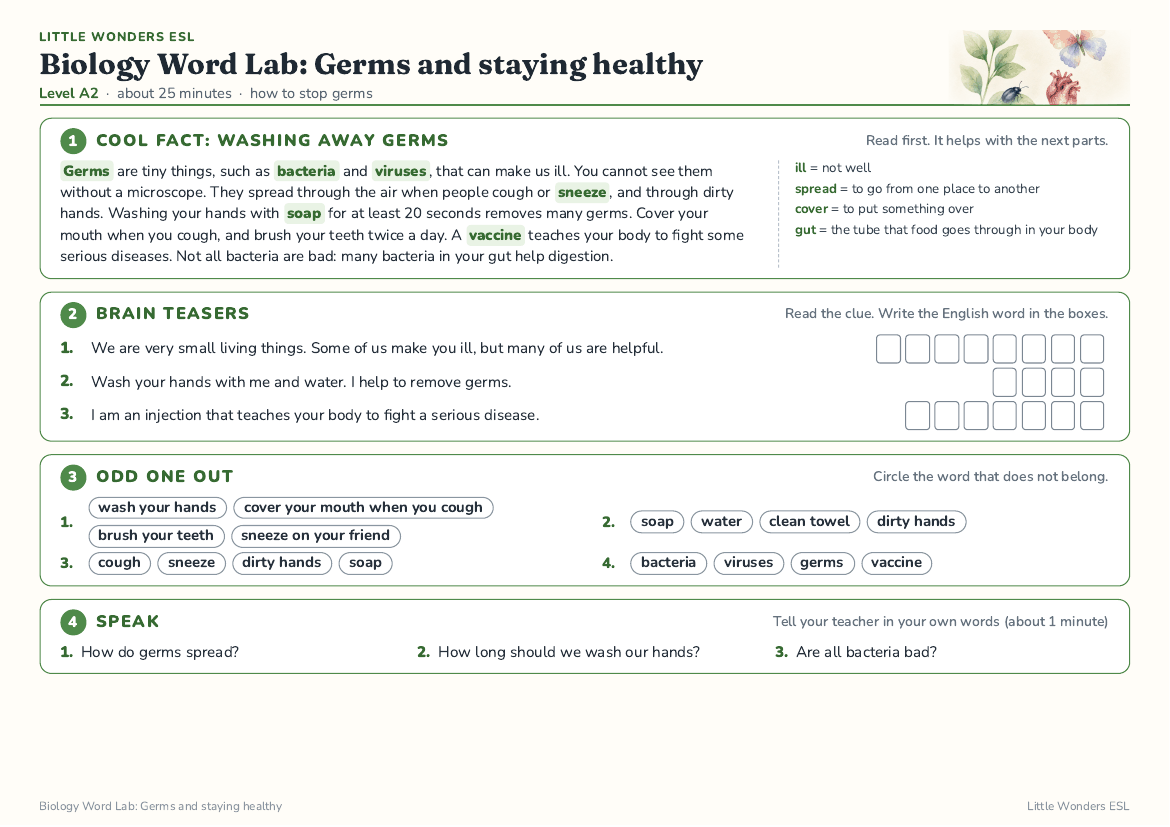 LITTLE WONDERS ESL
Biology Word Lab: Germs and staying healthy
Level A2 · about 25 minutes · how to stop germs
1 COOL FACT: WASHING AWAY GERMS
Read first. It helps with the next parts.
Germs are tiny things, such as bacteria and viruses, that can make us ill. You cannot see them
without a microscope. They spread through the air when people cough or sneeze, and through dirty
hands. Washing your hands with soap for at least 20 seconds removes many germs. Cover your
mouth when you cough, and brush your teeth twice a day. A vaccine teaches your body to fight some
serious diseases. Not all bacteria are bad: many bacteria in your gut help digestion.
ill = not well
spread = to go from one place to another
cover = to put something over
gut = the tube that food goes through in your body
2 BRAIN TEASERS
Read the clue. Write the English word in the boxes.
1. We are very small living things. Some of us make you ill, but many of us are helpful.
2. Wash your hands with me and water. I help to remove germs.
3. I am an injection that teaches your body to fight a serious disease.
3 ODD ONE OUT
Circle the word that does not belong.
1. wash your hands cover your mouth when you cough
brush your teeth sneeze on your friend
2. soap water clean towel dirty hands
3. cough sneeze dirty hands soap
4. bacteria viruses germs vaccine
4 SPEAK
Tell your teacher in your own words (about 1 minute)
1. How do germs spread?
2. How long should we wash our hands?
3. Are all bacteria bad?
Biology Word Lab: Germs and staying healthy
Little Wonders ESL